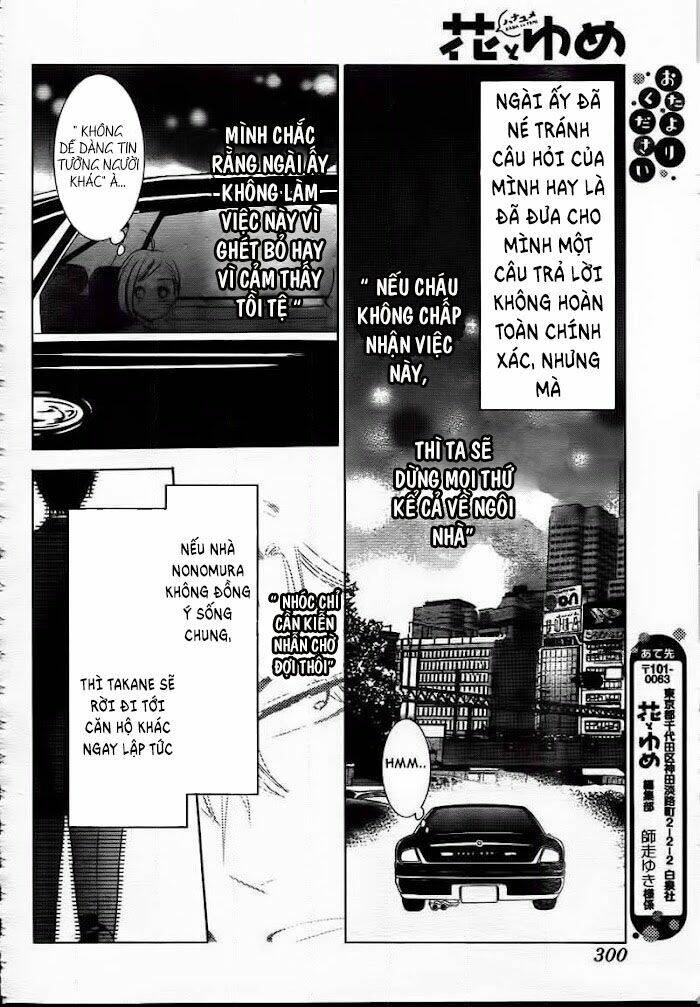 ハナユメ
HANA to YUME
花とゆめ
おたより
ください
NGÀI ẤY ĐÃ
NÉ TRÁNH
CÂU HỎI CỦA
MÌNH HAY LÀ
ĐÃ ĐƯA CHO
MÌNH MỘT
CÂU TRẢ LỜI
KHÔNG HOÀN
TOÀN CHÍNH
XÁC, NHƯNG
MÀ
" NẾU CHÁU
KHÔNG CHẤP
NHẬN VIỆC
NÀY,
THÌ TA SẼ
DỪNG MỌI THỨ
KỂ CẢ VỀ NGÔI
NHÀ"
HMM..
MÌNH CHẮC
RẰNG NGÀI ẤY
KHÔNG LÀM
VIỆC NÀY VÌ
GHÉT BỎ HAY
VÌ CẢM THẤY
TỒI TỆ "
" KHÔNG
DỄ DÀNG TIN
TƯỞNG NGƯỜI
KHÁC" À...
" NHÓC CHỈ
CẦN KIÊN
NHẪN CHỜ
ĐỢI THÔI"
NẾU NHÀ
NONOMURA
KHÔNG ĐỒNG
Ý SỐNG
CHUNG,
THÌ TAKANE SẼ
RỜI ĐI TỚI
CĂN HỘ KHÁC
NGAY LẬP TỨC
あて先
〒101-
0063
東京都千代田区神田淡路町2-2-2 白泉社
花とゆめ 編集部 師走ゆき様係
300